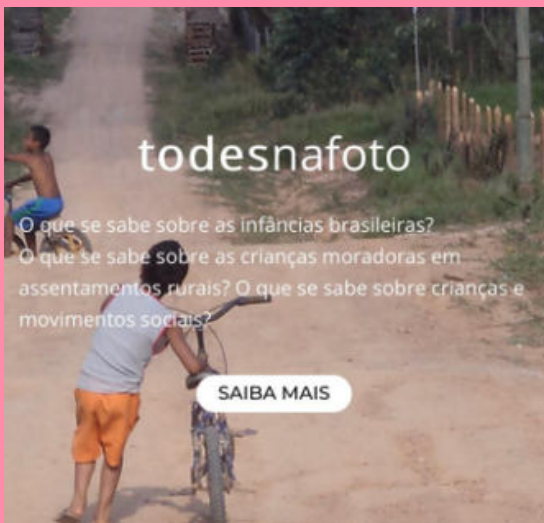 todesnafoto
O que se sabe sobre as infâncias brasileiras?
O que se sabe sobre as crianças moradoras em
assentamentos rurais? O que se sabe sobre crianças e
movimentos sociais?
SAIBA MAIS